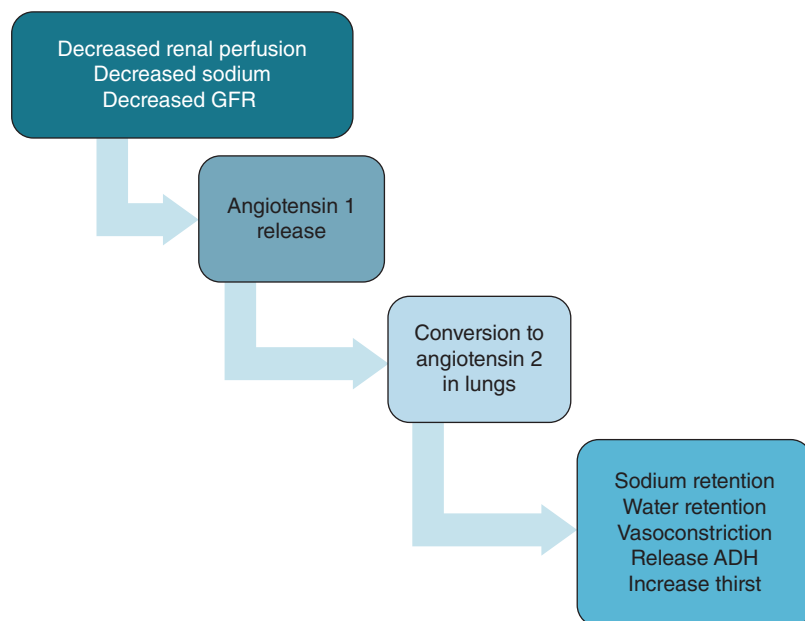 Decreased renal perfusion
Decreased sodium
Decreased GFR
Angiotensin 1
release
Conversion to
angiotensin 2
in lungs
Sodium retention
Water retention
Vasoconstriction
Release ADH
Increase thirst